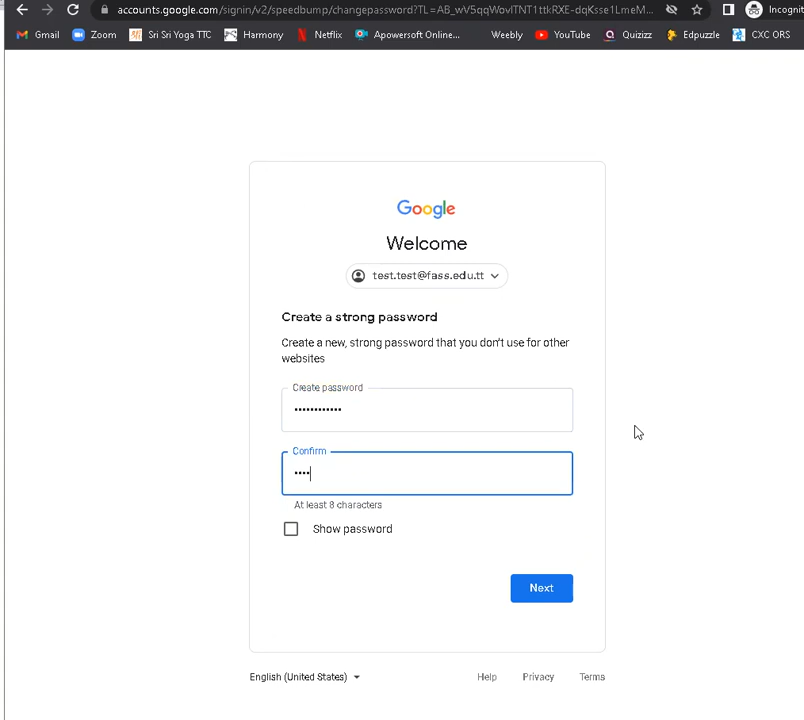 accounts.google.com/signin/v2/speedbump/changepassword?TL=AB_wV5qqWovITNT1ttkRXE-dqKsse1LmeM... Incognit
Gmail Zoom Sri Sri Yoga TTC Harmony Netflix Apowersoft Online... Weebly YouTube Quizizz Edpuzzle CXC ORS
Google
Welcome
test.test@fass.edu.tt
Create a strong password
Create a new, strong password that you don't use for other
websites
Create password
••••••••••••
Confirm
••••
At least 8 characters
Show password
Next
English (United States) Help Privacy Terms